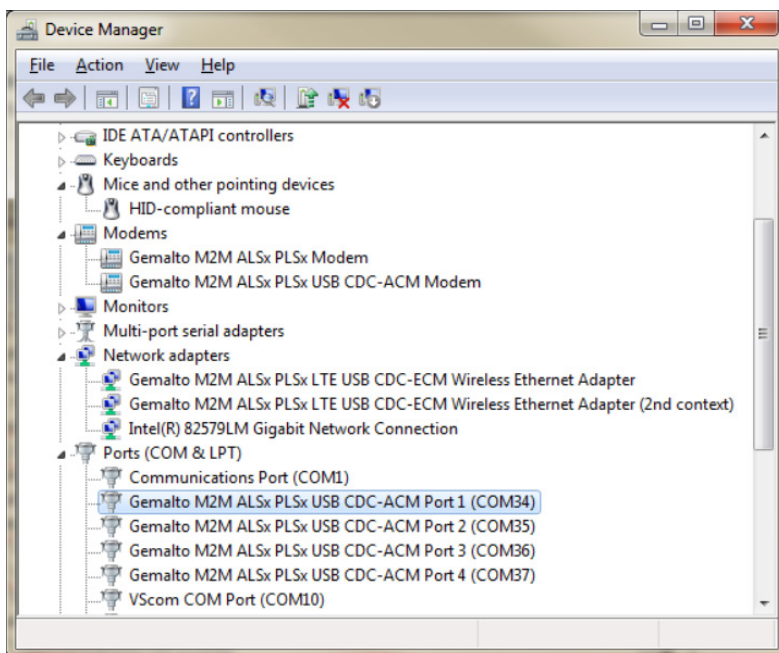 Device Manager
File Action View Help
IDE ATA/ATAPI controllers
Keyboards
Mice and other pointing devices
HID-compliant mouse
Modems
Gemalto M2M ALSx PLSx Modem
Gemalto M2M ALSx PLSx USB CDC-ACM Modem
Monitors
Multi-port serial adapters
Network adapters
Gemalto M2M ALSx PLSx LTE USB CDC-ECM Wireless Ethernet Adapter
Gemalto M2M ALSx PLSx LTE USB CDC-ECM Wireless Ethernet Adapter (2nd context)
Intel(R) 82579LM Gigabit Network Connection
Ports (COM & LPT)
Communications Port (COM1)
Gemalto M2M ALSx PLSx USB CDC-ACM Port 1 (COM34)
Gemalto M2M ALSx PLSx USB CDC-ACM Port 2 (COM35)
Gemalto M2M ALSx PLSx USB CDC-ACM Port 3 (COM36)
Gemalto M2M ALSx PLSx USB CDC-ACM Port 4 (COM37)
VScom COM Port (COM10)